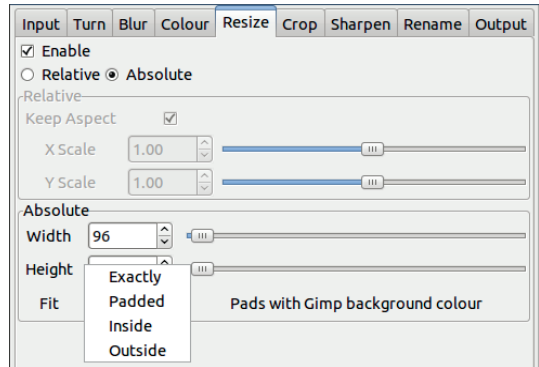 Input Turn Blur Colour Resize Crop Sharpen Rename Output
Enable
Relative Absolute
Relative
Keep Aspect
X Scale 1.00
Y Scale 1.00
Absolute
Width 96
Height
Exactly
Padded
Fit Pads with Gimp background colour
Inside
Outside